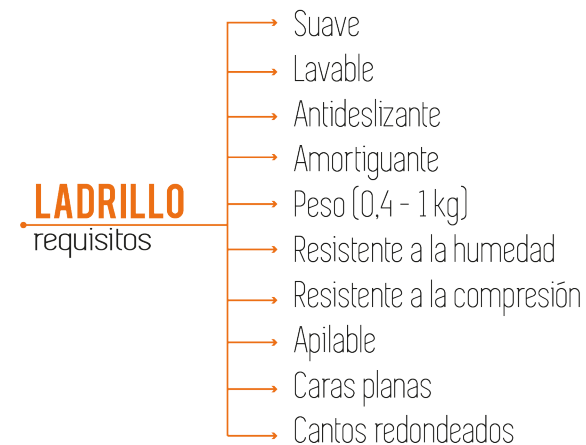 LADRILLO
requisitos
Suave
Lavable
Antideslizante
Amortiguante
Peso (0,4 - 1 kg)
Resistente a la humedad
Resistente a la compresión
Apilable
Caras planas
Cantos redondeados